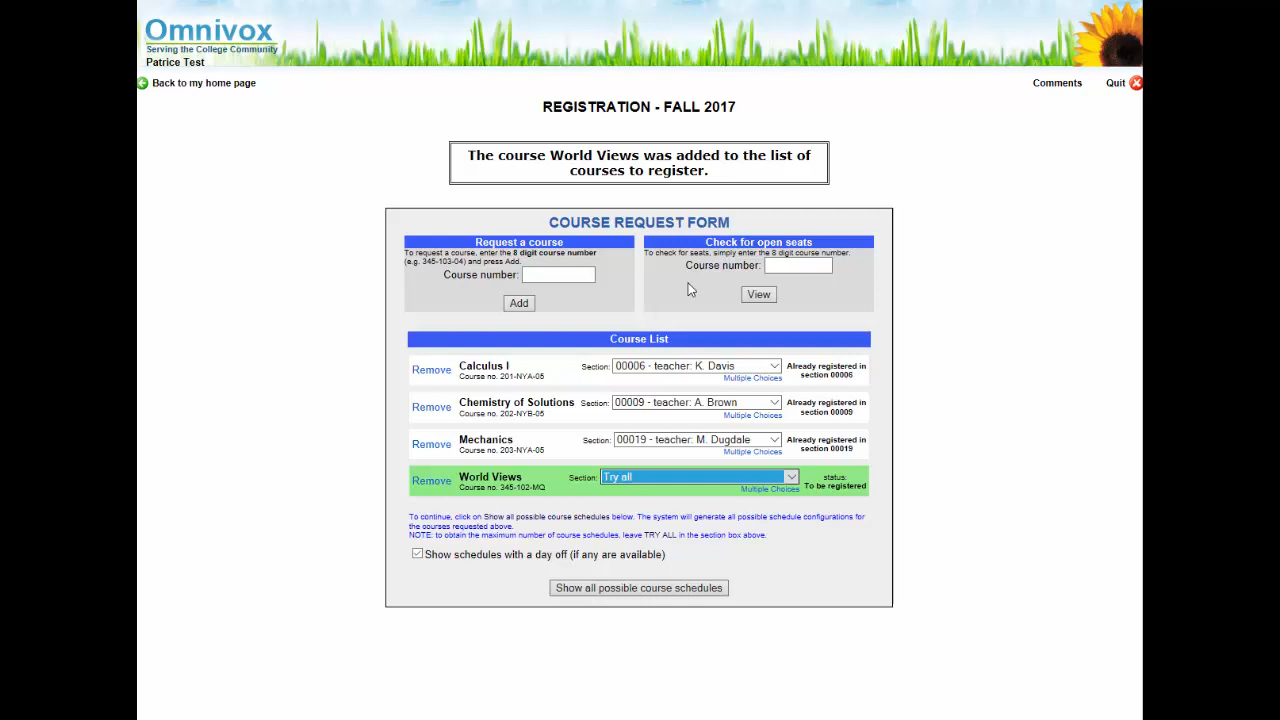 Omnivox
Serving the College Community
Patrice Test
Back to my home page
Comments
Quit
REGISTRATION - FALL 2017
The course World Views was added to the list of
courses to register.
COURSE REQUEST FORM
Request a course
To request a course, enter the 8 digit course number
(e.g. 345-103-04) and press Add.
Course number:
Add
Check for open seats
To check for seats, simply enter the 8 digit course number.
Course number:
View
Course List
Remove
Calculus I
Course no. 201-NYA-05
Section: 00006 - teacher: K. Davis
Multiple Choices
Already registered in
section 00006
Remove
Chemistry of Solutions
Course no. 202-NYB-05
Section: 00009 - teacher: A. Brown
Multiple Choices
Already registered in
section 00009
Remove
Mechanics
Course no. 203-NYA-05
Section: 00019 - teacher: M. Dugdale
Multiple Choices
Already registered in
section 00019
Remove
World Views
Course no. 345-102-MQ
Section: Try all
Multiple Choices
status:
To be registered
To continue, click on Show all possible course schedules below. The system will generate all possible schedule configurations for
the courses requested above.
NOTE: to obtain the maximum number of course schedules, leave TRY ALL in the section box above.
Show schedules with a day off (if any are available)
Show all possible course schedules